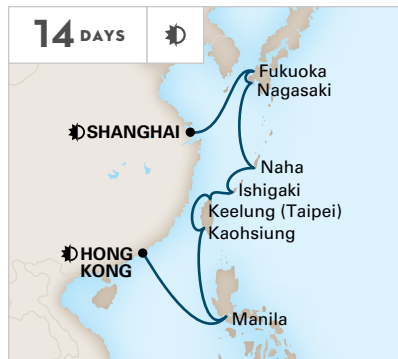 14 DAYS
Fukuoka
Nagasaki
SHANGHAI
Naha
Ishigaki
Keelung (Taipei)
Kaohsiung
HONG
KONG
Manila